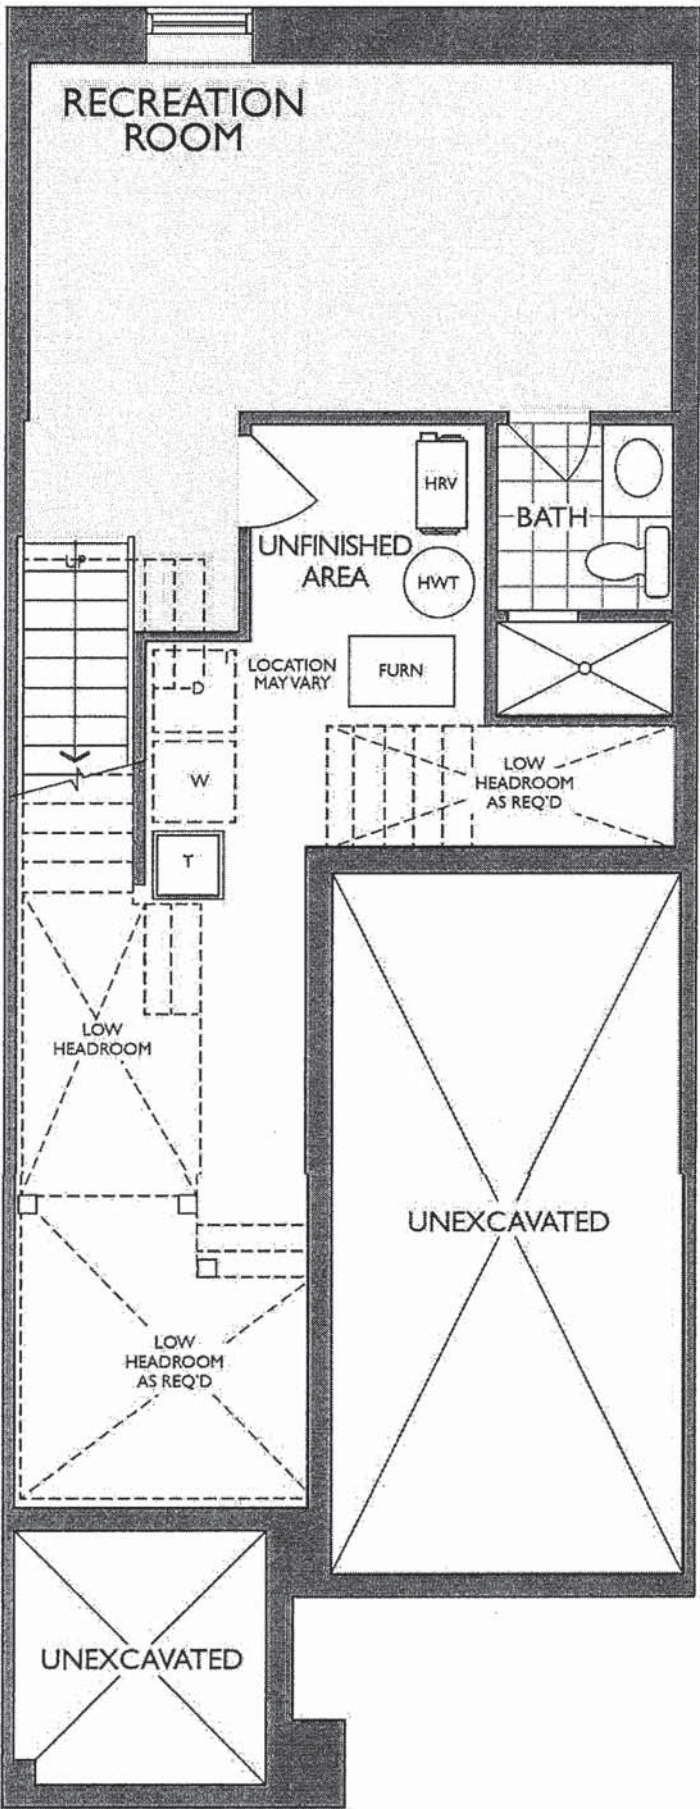 RECREATION
ROOM
HRV
BATH
UP
UNFINISHED
AREA
HWT
LOCATION
MAY VARY
FURN
D
W
LOW
HEADROOM
AS REQ'D
T
LOW
HEADROOM
UNEXCAVATED
LOW
HEADROOM
AS REQ'D
UNEXCAVATED